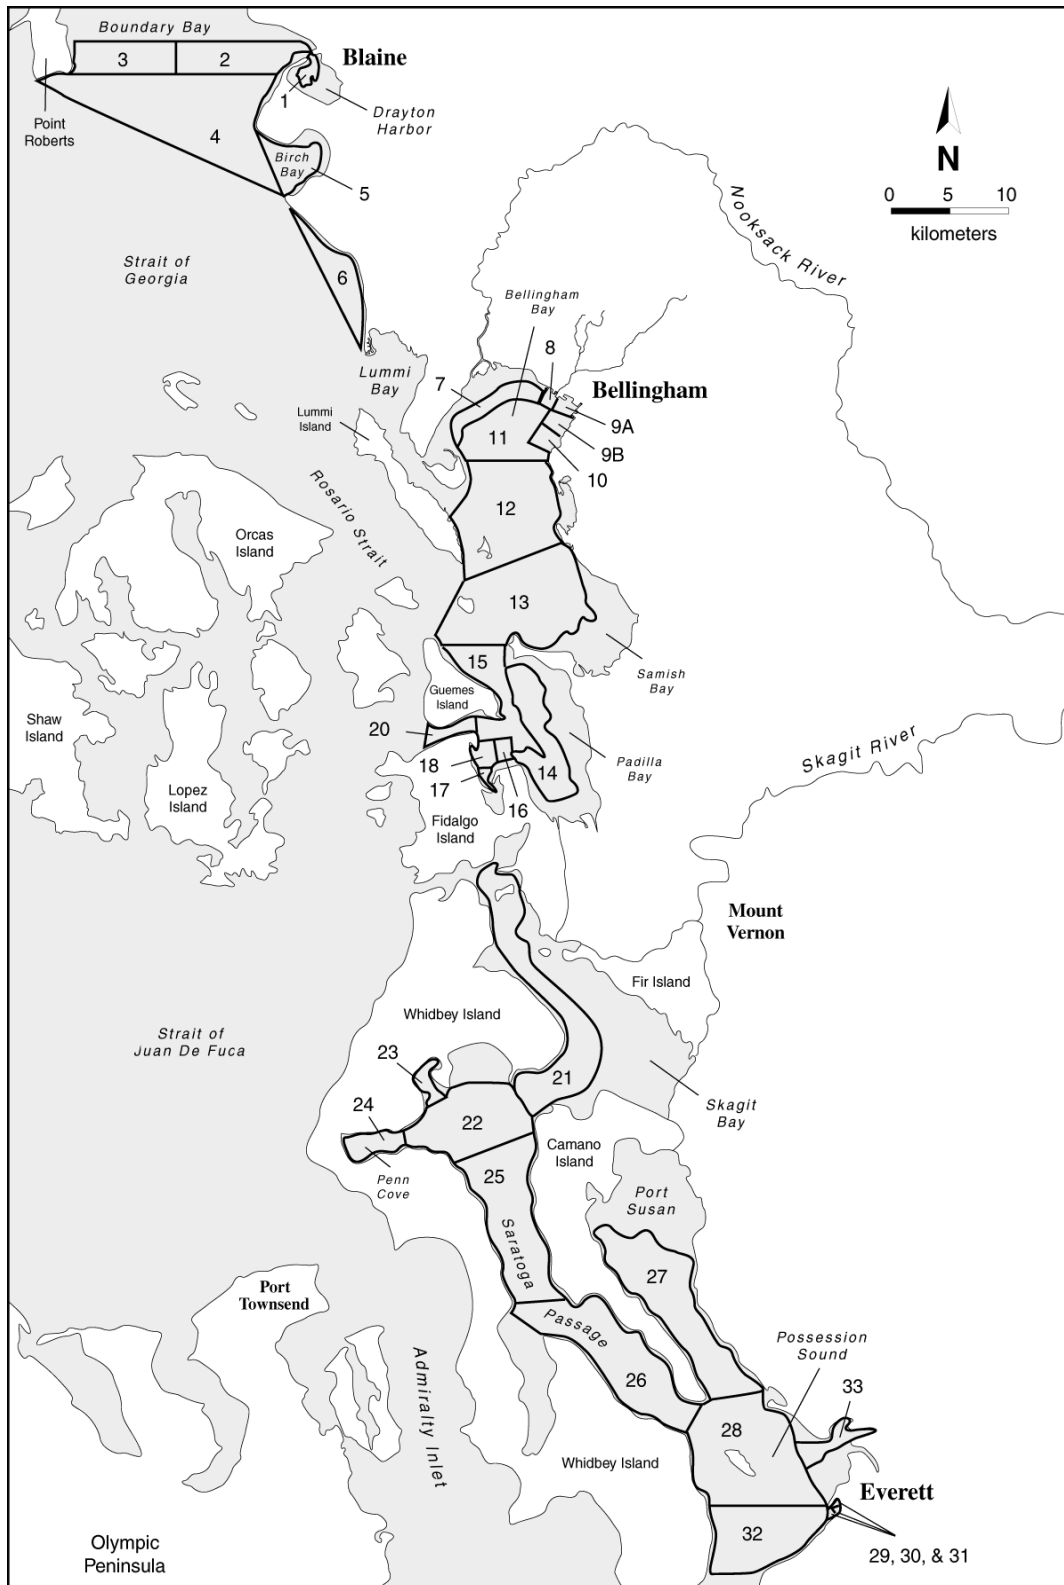 Boundary Bay
3
2
Blaine
1
Point
Roberts
4
Drayton
Harbor
Birch
Bay
5
N
0 5 10
kilometers
Nooksack River
Strait of
Georgia
6
Bellingham
Bay
8
Lummi
Bay
7
Bellingham
Lummi
Island
11
9A
9B
10
Rosario Strait
12
Orcas
Island
13
15
Samish
Bay
Guemes
Island
Shaw
Island
20
18
17
16
14
Padilla
Bay
Skagit River
Lopez
Island
Fidalgo
Island
Mount
Vernon
Fir Island
Whidbey Island
Strait of
Juan De Fuca
23
21
24
22
Skagit
Bay
Camano
Island
Penn
Cove
25
Port
Susan
Saratoga
Passage
27
Port
Townsend
Admiralty Inlet
26
Possession
Sound
33
28
Whidbey Island
Everett
32
29, 30, & 31
Olympic
Peninsula